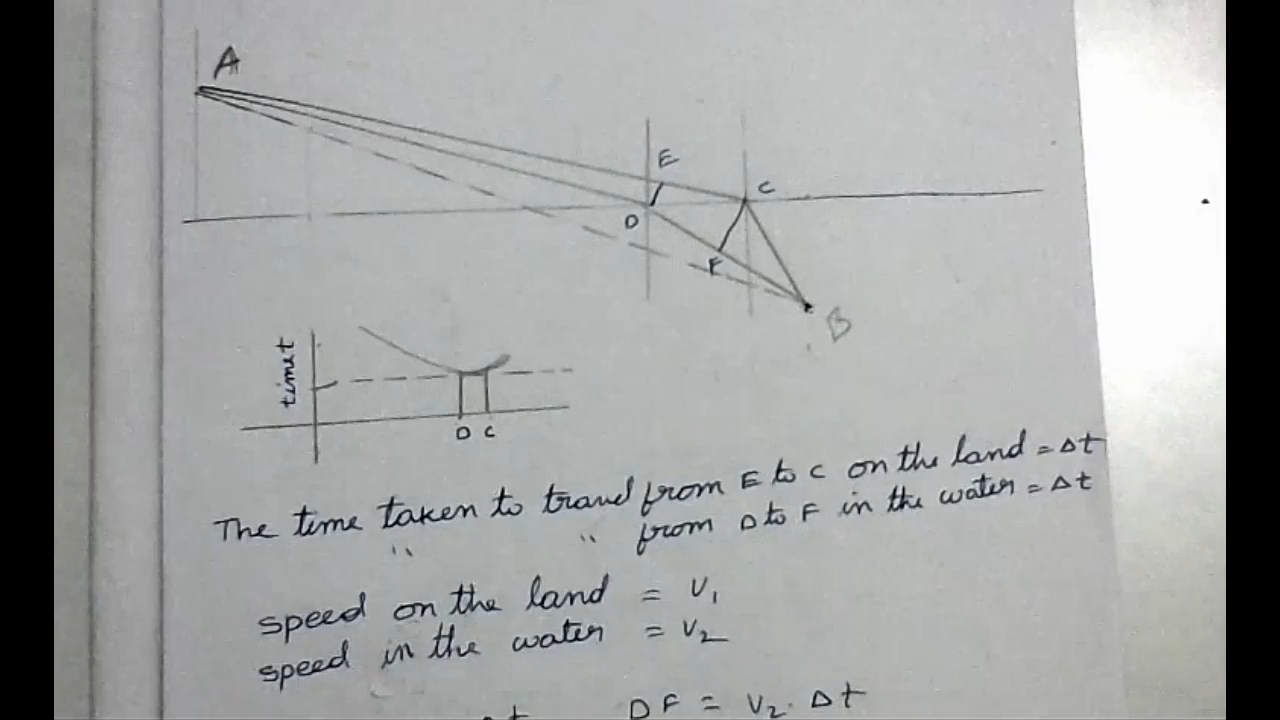 A
E
C
D
F
B
time t
D C
The time taken to travel from E to C on the land = Δt
" " from D to F in the water = Δt
speed on the land = V₁
speed in the water = V₂
DF = V₂. Δt